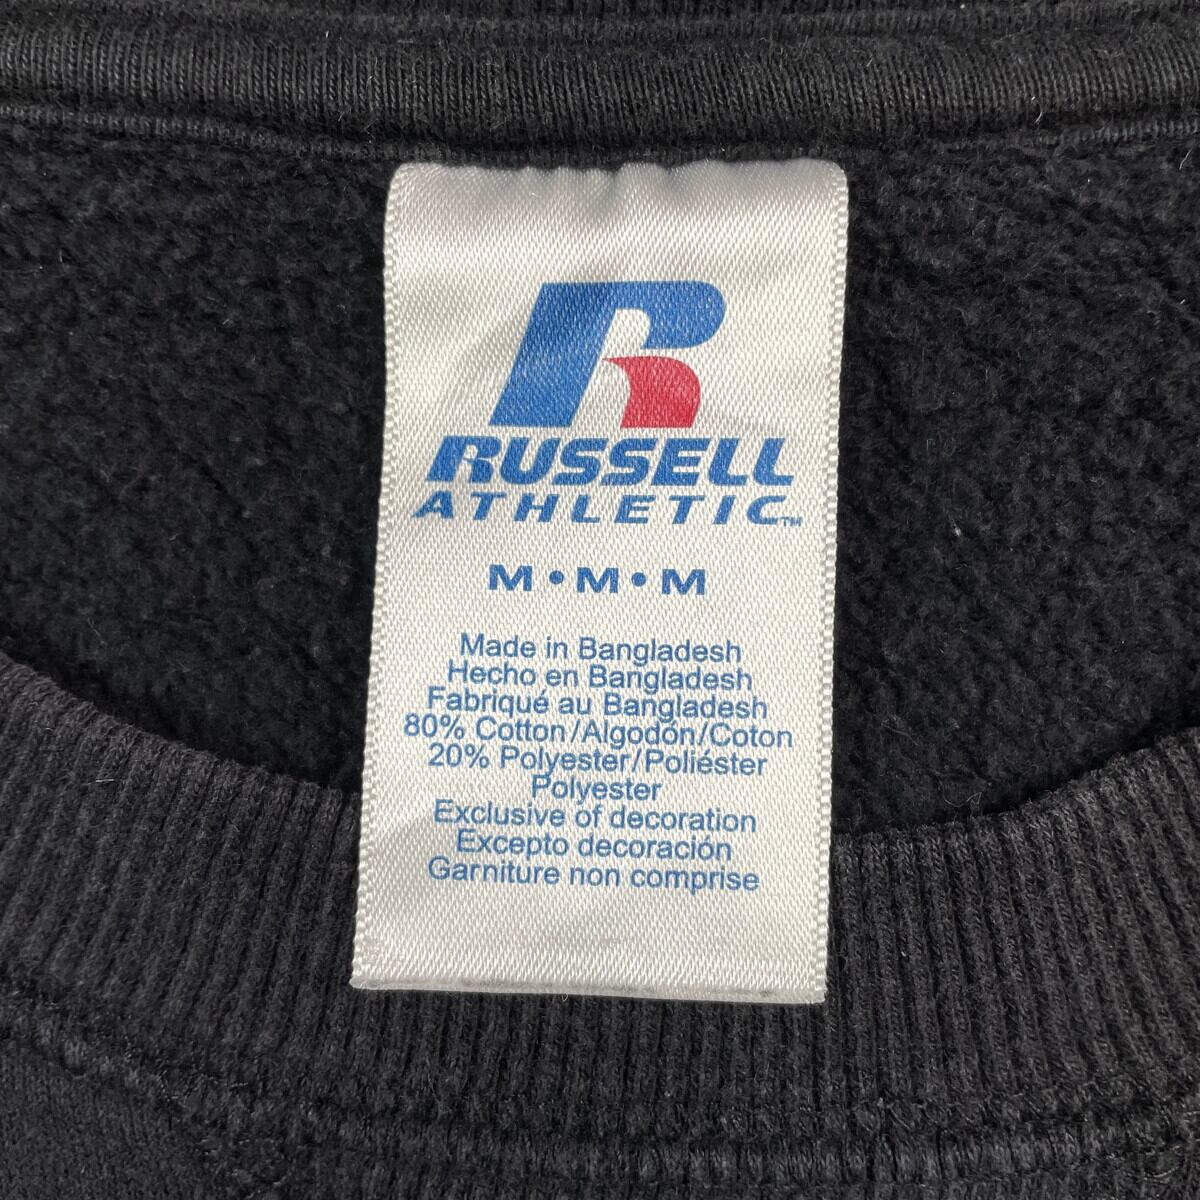 R
RUSSELL
ATHLETIC™
M • M • M
Made in Bangladesh
Hecho en Bangladesh
Fabriqué au Bangladesh
80% Cotton/Algodón/Coton
20% Polyester/Poliéster
Polyester
Exclusive of decoration
Excepto decoración
Garniture non comprise